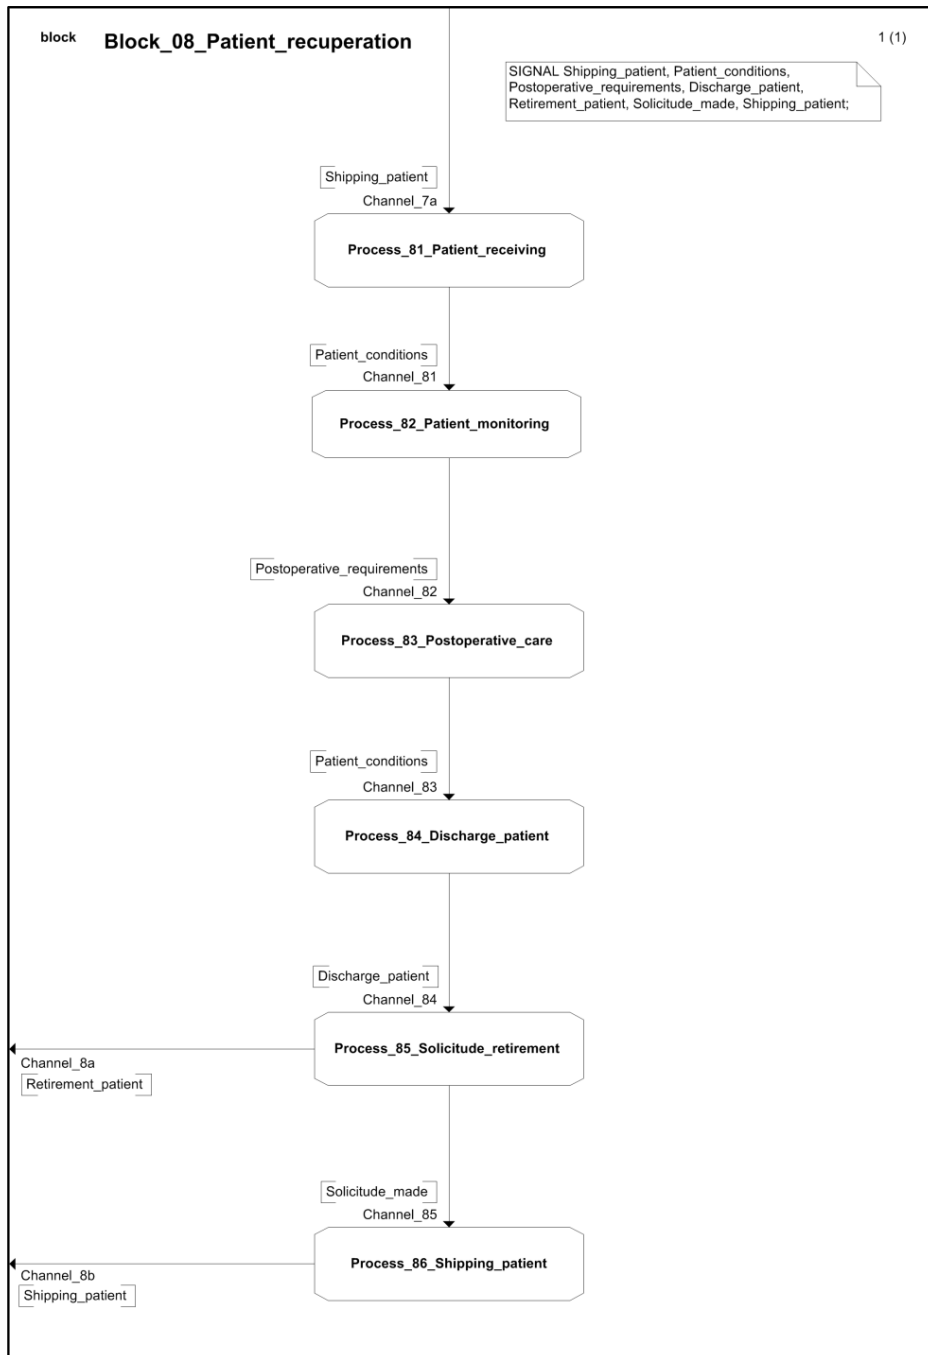 block
Block_08_Patient_recuperation
1 (1)
SIGNAL Shipping_patient, Patient_conditions,
Postoperative_requirements, Discharge_patient,
Retirement_patient, Solicitude_made, Shipping_patient;
Shipping_patient
Channel_7a
Process_81_Patient_receiving
Patient_conditions
Channel_81
Process_82_Patient_monitoring
Postoperative_requirements
Channel_82
Process_83_Postoperative_care
Patient_conditions
Channel_83
Process_84_Discharge_patient
Discharge_patient
Channel_84
Process_85_Solicitude_retirement
Channel_8a
Retirement_patient
Solicitude_made
Channel_85
Process_86_Shipping_patient
Channel_8b
Shipping_patient